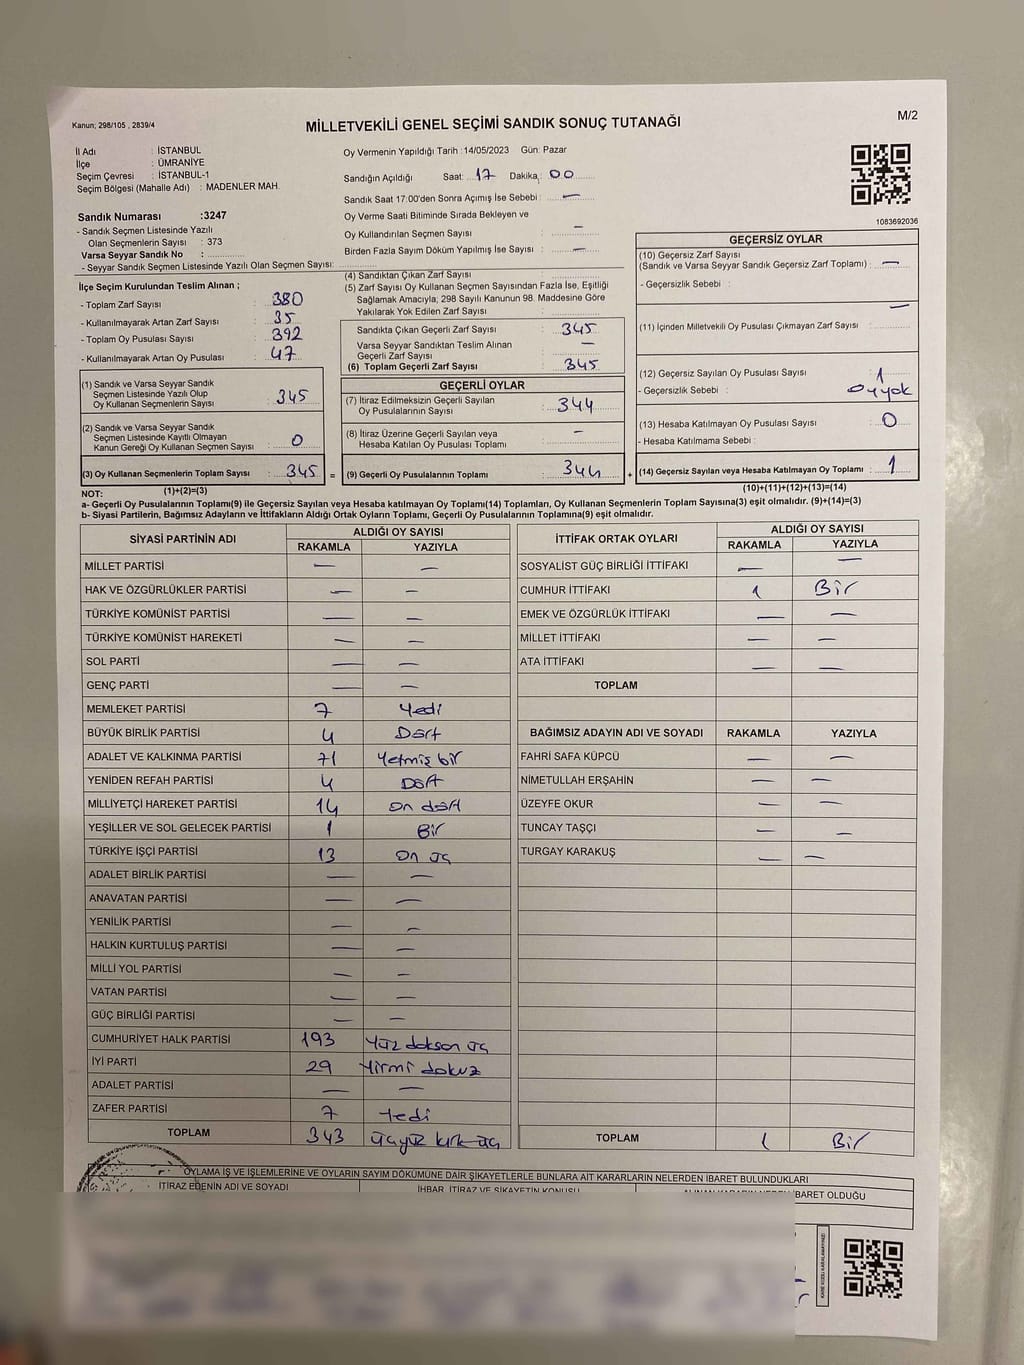 Kanun; 298/105 , 2839/4
MİLLETVEKİLİ GENEL SEÇİMİ SANDIK SONUÇ TUTANAĞI
M/2
İl Adı : İSTANBUL
İlçe : ÜMRANİYE
Seçim Çevresi : İSTANBUL-1
Seçim Bölgesi (Mahalle Adı) : MADENLER MAH.
Sandık Numarası :3247
- Sandık Seçmen Listesinde Yazılı
Olan Seçmenlerin Sayısı : 373
Varsa Seyyar Sandık No :
- Seyyar Sandık Seçmen Listesinde Yazılı Olan Seçmen Sayısı:
Oy Vermenin Yapıldığı Tarih :14/05/2023 Gün: Pazar
Sandığın Açıldığı Saat: 17 Dakika: 00
Sandık Saat 17:00'den Sonra Açımış İse Sebebi : —
Oy Verme Saati Bitiminde Sırada Bekleyen ve
Oy Kullandırılan Seçmen Sayısı : —
Birden Fazla Sayım Döküm Yapılmış İse Sayısı : —
1083692036
İlçe Seçim Kurulundan Teslim Alınan ;
- Toplam Zarf Sayısı : 380
- Kullanılmayarak Artan Zarf Sayısı : 35
- Toplam Oy Pusulası Sayısı : 392
- Kullanılmayarak Artan Oy Pusulası : 47
(1) Sandık ve Varsa Seyyar Sandık
Seçmen Listesinde Yazılı Olup
Oy Kullanan Seçmenlerin Sayısı : 345
(2) Sandık ve Varsa Seyyar Sandık
Seçmen Listesinde Kayıtlı Olmayan
Kanun Gereği Oy Kullanan Seçmen Sayısı : 0
(3) Oy Kullanan Seçmenlerin Toplam Sayısı : 345 =
(1)+(2)=(3)
(4) Sandıktan Çıkan Zarf Sayısı :
(5) Zarf Sayısı Oy Kullanan Seçmen Sayısından Fazla İse, Eşitliği
Sağlamak Amacıyla; 298 Sayılı Kanunun 98. Maddesine Göre
Yakılarak Yok Edilen Zarf Sayısı :
Sandıkta Çıkan Geçerli Zarf Sayısı : 345
Varsa Seyyar Sandıktan Teslim Alınan
Geçerli Zarf Sayısı : —
(6) Toplam Geçerli Zarf Sayısı : 345
GEÇERLİ OYLAR
(7) İtiraz Edilmeksizin Geçerli Sayılan
Oy Pusulalarının Sayısı : 344
(8) İtiraz Üzerine Geçerli Sayılan veya
Hesaba Katılan Oy Pusulası Toplamı : —
(9) Geçerli Oy Pusulalarının Toplamı : 344 +
GEÇERSİZ OYLAR
(10) Geçersiz Zarf Sayısı
(Sandık ve Varsa Seyyar Sandık Geçersiz Zarf Toplamı) : —
- Geçersizlik Sebebi :
—
(11) İçinden Milletvekili Oy Pusulası Çıkmayan Zarf Sayısı :
(12) Geçersiz Sayılan Oy Pusulası Sayısı : 1
- Geçersizlik Sebebi : oy yok
(13) Hesaba Katılmayan Oy Pusulası Sayısı : 0
- Hesaba Katılmama Sebebi :
(14) Geçersiz Sayılan veya Hesaba Katılmayan Oy Toplamı : 1
(10)+(11)+(12)+(13)=(14)
NOT:
a- Geçerli Oy Pusulalarının Toplamı(9) ile Geçersiz Sayılan veya Hesaba katılmayan Oy Toplamı(14) Toplamları, Oy Kullanan Seçmenlerin Toplam Sayısına(3) eşit olmalıdır. (9)+(14)=(3)
b- Siyasi Partilerin, Bağımsız Adayların ve İttifakların Aldığı Ortak Oyların Toplamı, Geçerli Oy Pusulalarının Toplamına(9) eşit olmalıdır.
SİYASİ PARTİNİN ADI ALDIĞI OY SAYISI
RAKAMLA YAZIYLA
MİLLET PARTİSİ — —
HAK VE ÖZGÜRLÜKLER PARTİSİ — —
TÜRKİYE KOMÜNİST PARTİSİ — —
TÜRKİYE KOMÜNİST HAREKETİ — —
SOL PARTİ — —
GENÇ PARTİ — —
MEMLEKET PARTİSİ 7 Yedi
BÜYÜK BİRLİK PARTİSİ 4 Dört
ADALET VE KALKINMA PARTİSİ 71 Yetmiş bir
YENİDEN REFAH PARTİSİ 4 Dört
MİLLİYETÇİ HAREKET PARTİSİ 14 on dört
YEŞİLLER VE SOL GELECEK PARTİSİ 1 Bir
TÜRKİYE İŞÇİ PARTİSİ 13 On üç
ADALET BİRLİK PARTİSİ — —
ANAVATAN PARTİSİ — —
YENİLİK PARTİSİ — —
HALKIN KURTULUŞ PARTİSİ — —
MİLLİ YOL PARTİSİ — —
VATAN PARTİSİ — —
GÜÇ BİRLİĞİ PARTİSİ — —
CUMHURİYET HALK PARTİSİ 193 Yüz doksan üç
İYİ PARTİ 29 Yirmi dokuz
ADALET PARTİSİ — —
ZAFER PARTİSİ 7 Yedi
TOPLAM 343 üçyüz kırk üç
İTTİFAK ORTAK OYLARI ALDIĞI OY SAYISI
RAKAMLA YAZIYLA
SOSYALİST GÜÇ BİRLİĞİ İTTİFAKI — —
CUMHUR İTTİFAKI 1 Bir
EMEK VE ÖZGÜRLÜK İTTİFAKI — —
MİLLET İTTİFAKI — —
ATA İTTİFAKI — —
TOPLAM
BAĞIMSIZ ADAYIN ADI VE SOYADI RAKAMLA YAZIYLA
FAHRİ SAFA KÜPCÜ — —
NİMETULLAH ERŞAHİN — —
ÜZEYFE OKUR — —
TUNCAY TAŞÇI — —
TURGAY KARAKUŞ — —
TOPLAM 1 Bir
OYLAMA İŞ VE İŞLEMLERİNE VE OYLARIN SAYIM DÖKÜMÜNE DAİR ŞİKAYETLERLE BUNLARA AİT KARARLARIN NELERDEN İBARET BULUNDUKLARI
İTİRAZ EDENİN ADI VE SOYADI İHBAR, İTİRAZ VE ŞİKAYETİN KONUSU İBARET OLDUĞU